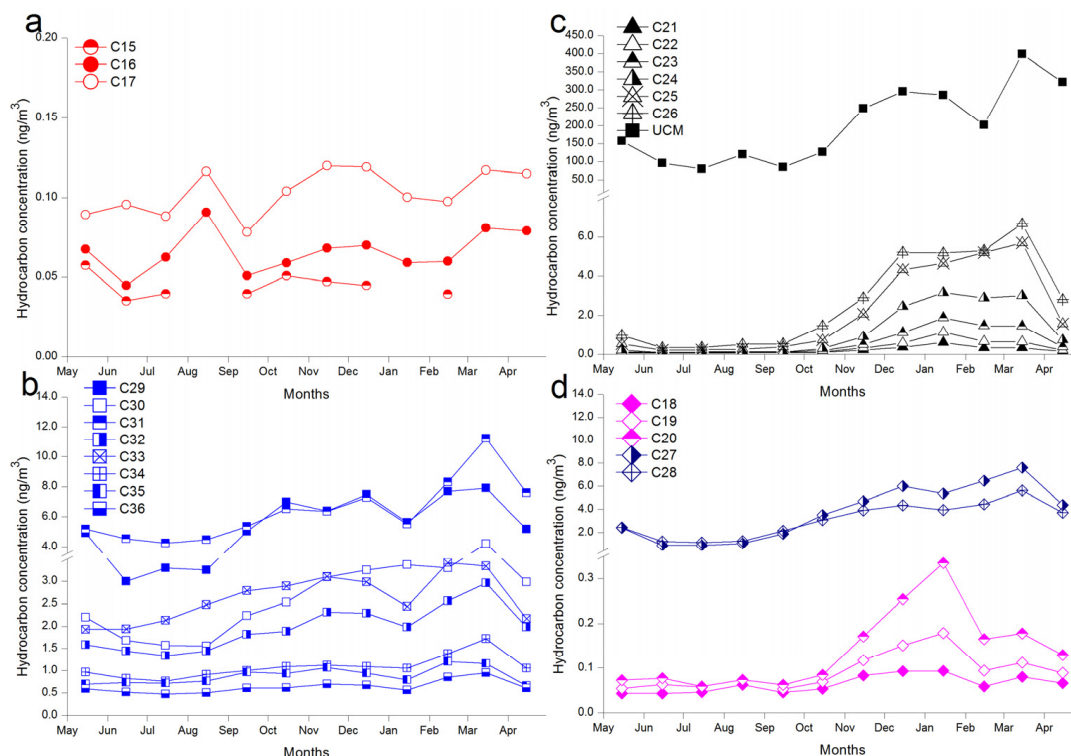 a
C15
C16
C17
0.20
0.15
0.10
0.05
0.00
Hydrocarbon concentration (ng/m³)
May Jun Jul Aug Sep Oct Nov Dec Jan Feb Mar Apr
Months
b
C29
C30
C31
C32
C33
C34
C35
C36
14.0
12.0
10.0
8.0
6.0
4.0
3.0
2.5
2.0
1.5
1.0
0.5
0.0
Hydrocarbon concentration (ng/m³)
May Jun Jul Aug Sep Oct Nov Dec Jan Feb Mar Apr
Months
c
C21
C22
C23
C24
C25
C26
UCM
450.0
400.0
350.0
300.0
250.0
200.0
150.0
100.0
50.0
6.0
4.0
2.0
0.0
Hydrocarbon concentration (ng/m³)
May Jun Jul Aug Sep Oct Nov Dec Jan Feb Mar Apr
Months
d
C18
C19
C20
C27
C28
14.0
12.0
10.0
8.0
6.0
4.0
2.0
0.3
0.2
0.1
0.0
Hydrocarbon concentration (ng/m³)
May Jun Jul Aug Sep Oct Nov Dec Jan Feb Mar Apr
Months